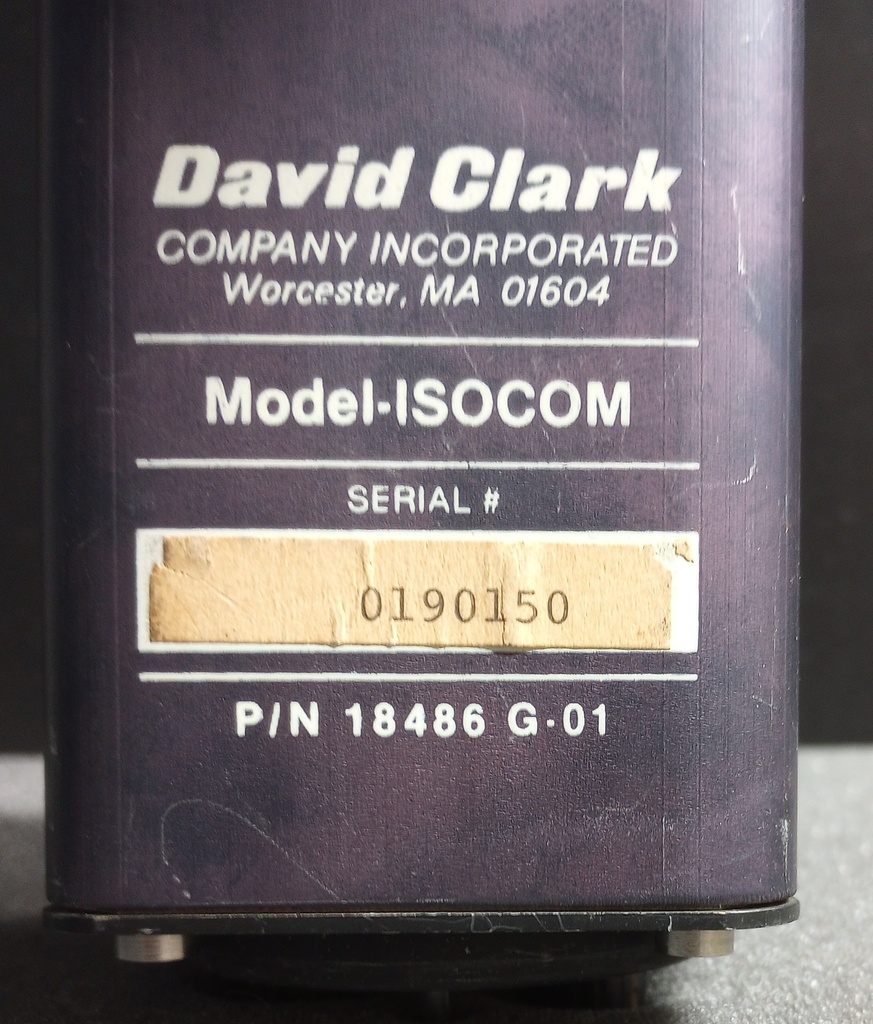 David Clark
COMPANY INCORPORATED
Worcester, MA 01604
Model-ISOCOM
SERIAL #
0190150
P/N 18486 G-01